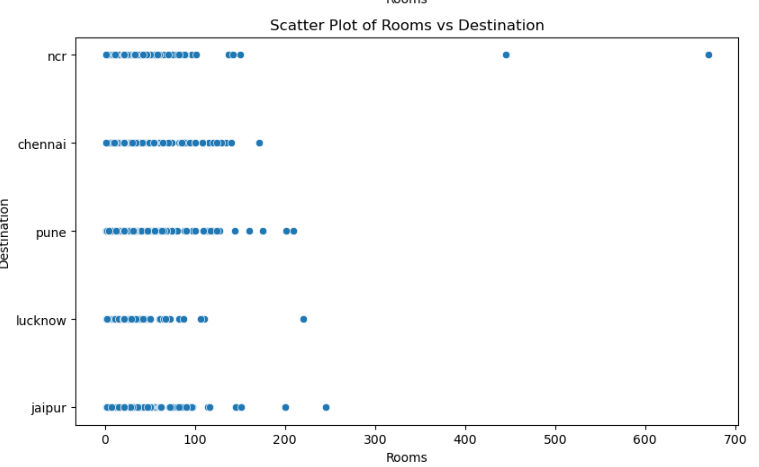 Rooms
Scatter Plot of Rooms vs Destination
ncr
chennai
pune
lucknow
jaipur
Destination
0 100 200 300 400 500 600 700
Rooms